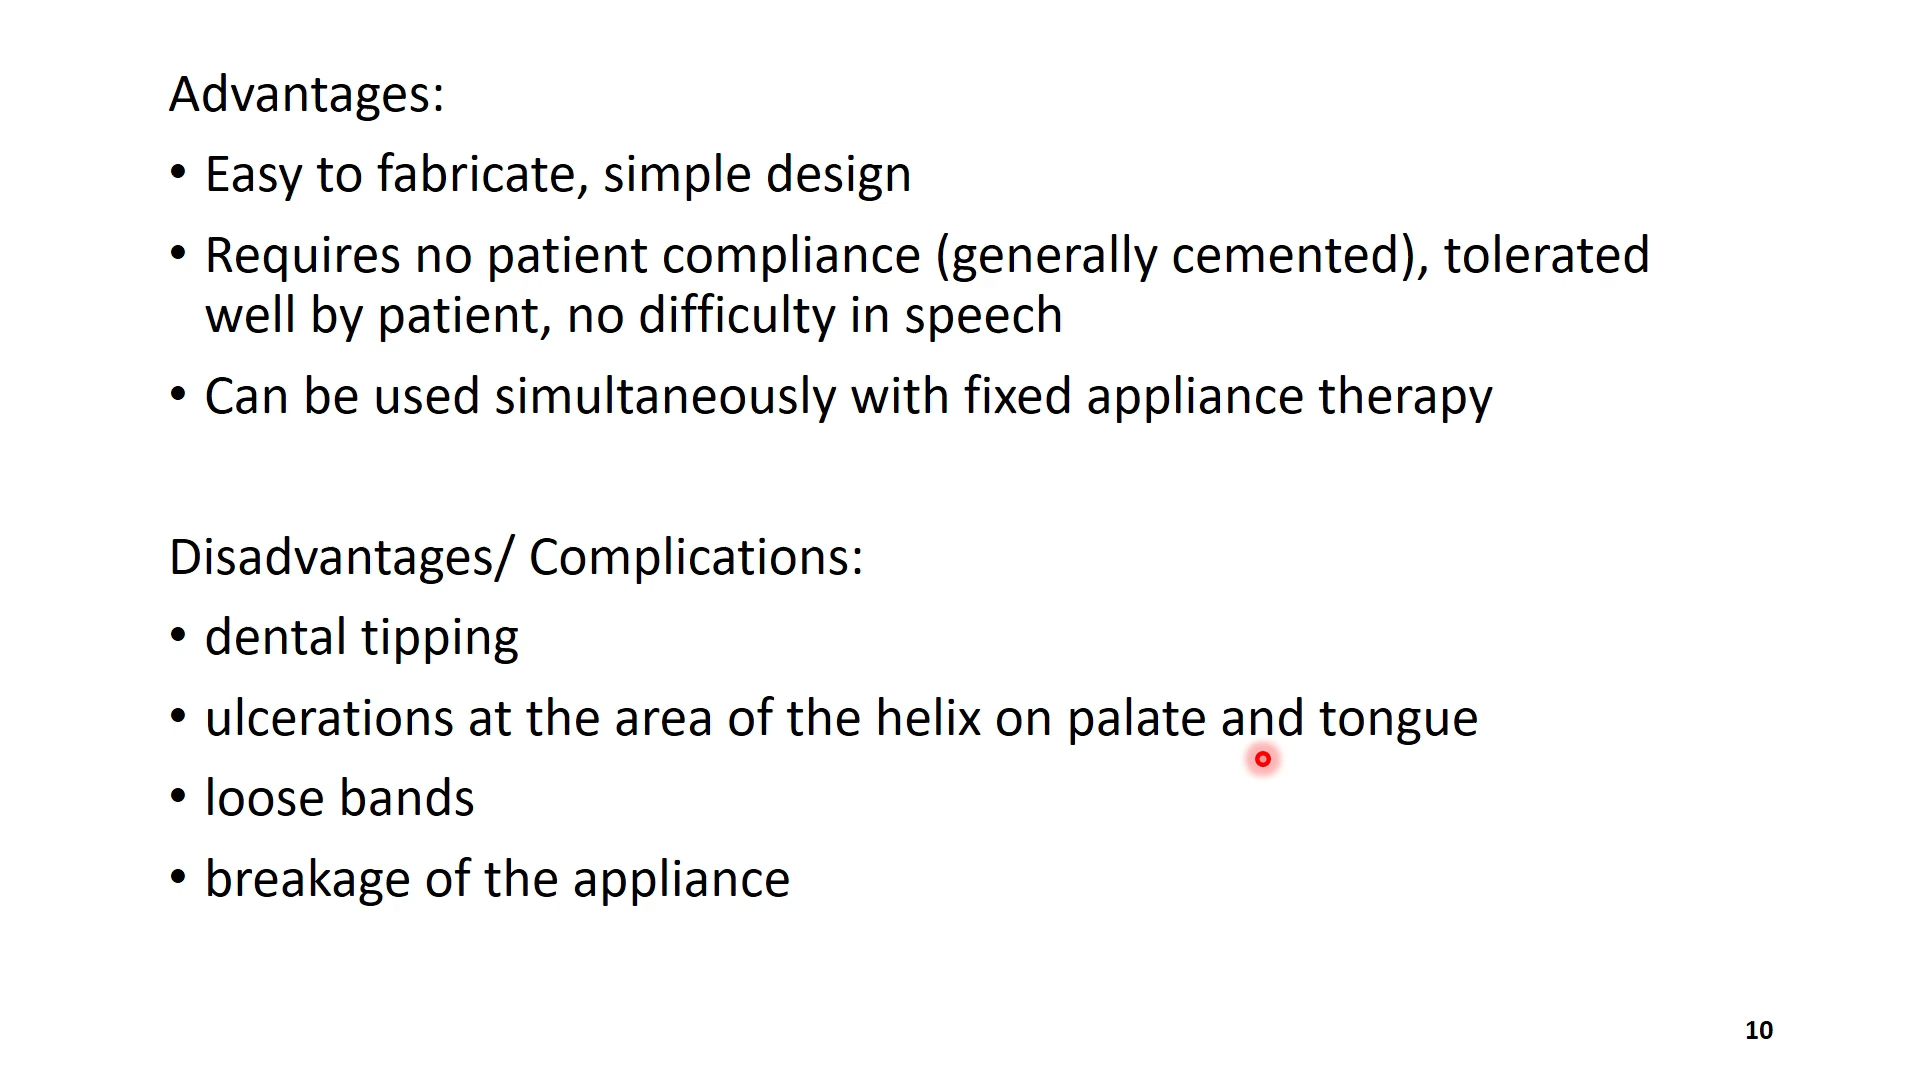 Advantages:
• Easy to fabricate, simple design
• Requires no patient compliance (generally cemented), tolerated
well by patient, no difficulty in speech
• Can be used simultaneously with fixed appliance therapy
Disadvantages/ Complications:
• dental tipping
• ulcerations at the area of the helix on palate and tongue
• loose bands
• breakage of the appliance
10